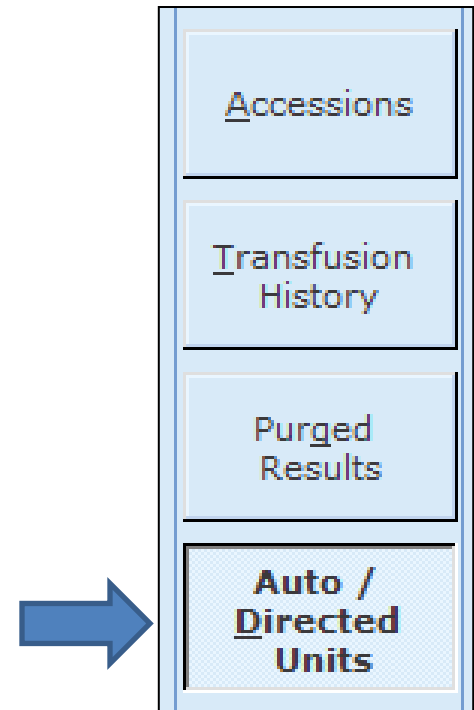 Accessions
Transfusion
History
Purged
Results
Auto /
Directed
Units